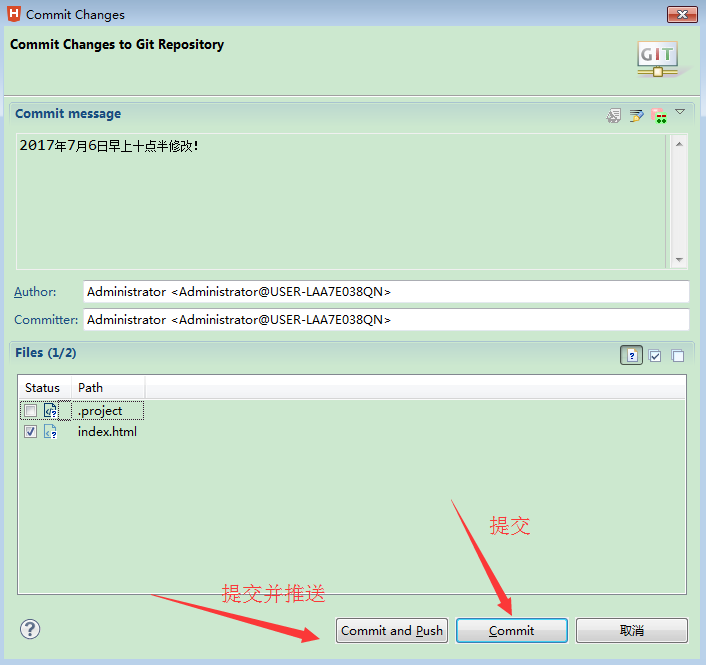 Commit Changes
Commit Changes to Git Repository
GIT
Commit message
2017年7月6日早上十点半修改!
Author: Administrator <Administrator@USER-LAA7E038QN>
Committer: Administrator <Administrator@USER-LAA7E038QN>
Files (1/2)
Status Path
.project
index.html
提交
提交并推送
Commit and Push Commit 取消